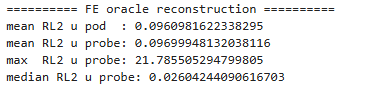 ========== FE oracle reconstruction ==========
mean RL2 u pod  : 0.0960981622338295
mean RL2 u probe: 0.09699948132038116
max  RL2 u probe: 21.785505294799805
median RL2 u probe: 0.02604244090616703